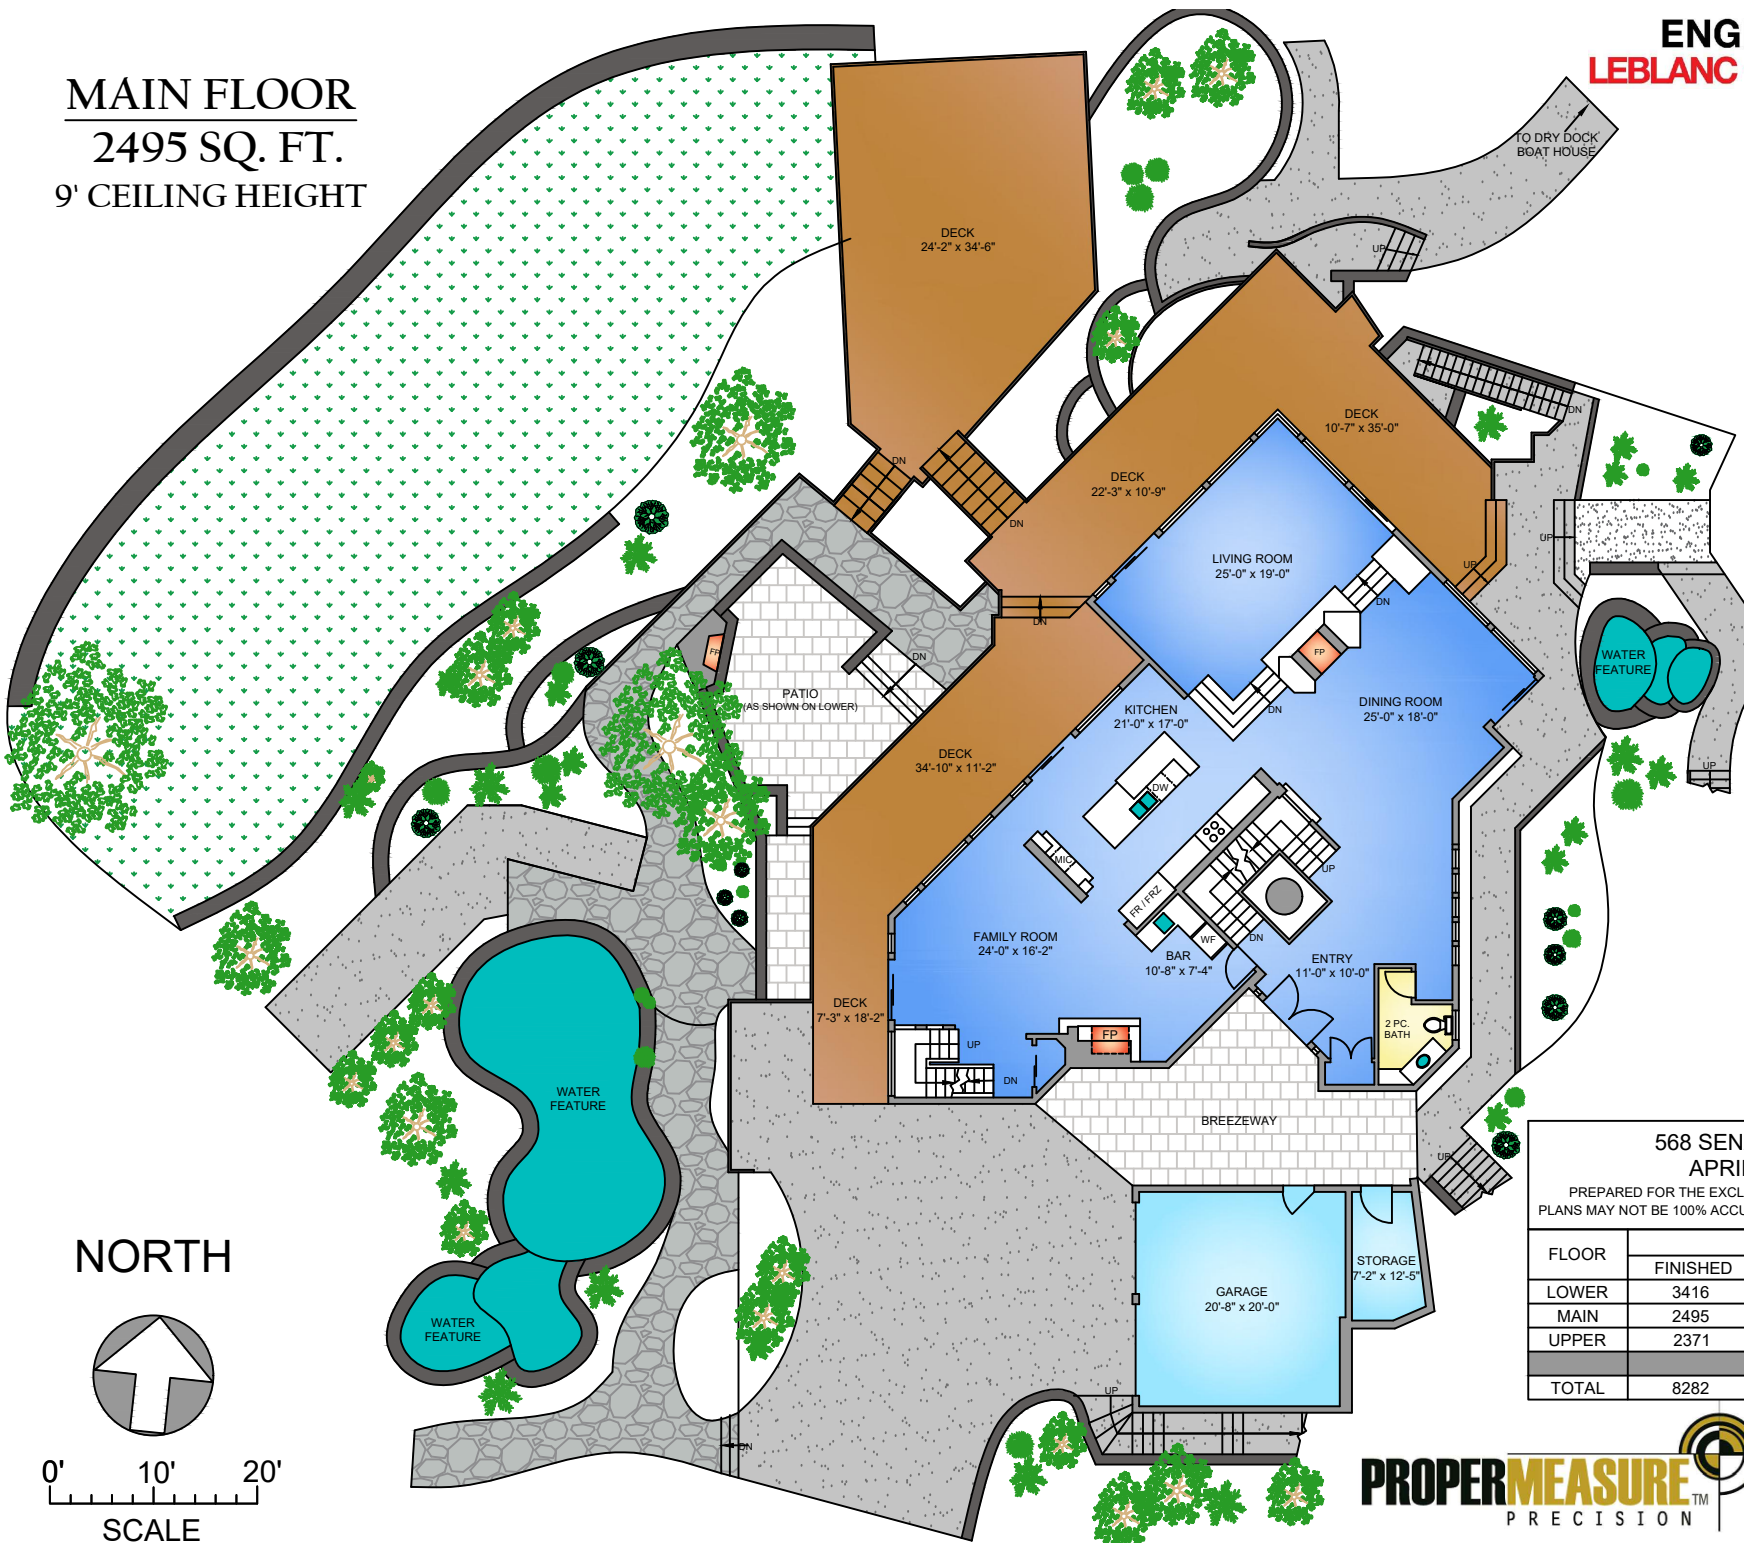 MAIN FLOOR
2495 SQ. FT.
9' CEILING HEIGHT
ENG
LEBLANC
TO DRY DOCK
BOAT HOUSE
UP
DECK
24'-2" x 34'-6"
DECK
10'-7" x 35'-0"
DN
DN
DECK
22'-3" x 10'-9"
DN
UP
UP
LIVING ROOM
25'-0" x 19'-0"
DN
DN
FP
FP
DN
WATER
FEATURE
PATIO
(AS SHOWN ON LOWER)
KITCHEN
21'-0" x 17'-0"
DN
DINING ROOM
25'-0" x 18'-0"
DECK
34'-10" x 11'-2"
UP
DW
MIC
UP
FR / FRZ
FAMILY ROOM
24'-0" x 16'-2"
WF
DN
BAR
10'-8" x 7'-4"
ENTRY
11'-0" x 10'-0"
DECK
7'-3" x 18'-2"
2 PC.
BATH
UP
FP
DN
WATER
FEATURE
BREEZEWAY
UP
568 SEN
APRI
PREPARED FOR THE EXCL
PLANS MAY NOT BE 100% ACCU
FLOOR
FINISHED
LOWER 3416
MAIN 2495
UPPER 2371
TOTAL 8282
STORAGE
7'-2" x 12'-5"
GARAGE
20'-8" x 20'-0"
WATER
FEATURE
UP
DN
NORTH
0' 10' 20'
SCALE
PROPERMEASURE TM
PRECISION